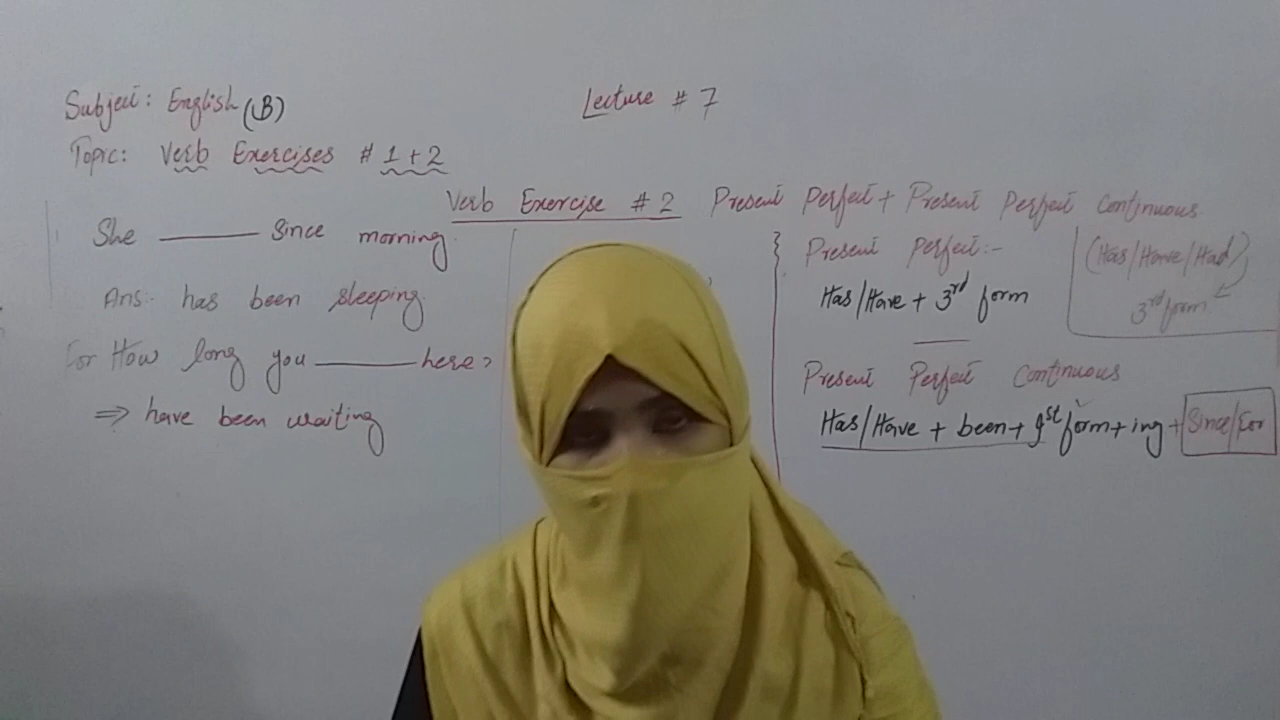 Subject: English (B)
Lecture # 7
Topic: Verb Exercises # 1 + 2
Verb Exercise # 2 Present Perfect + Present Perfect Continuous
She ———— Since morning.
Ans:- has been sleeping.
For How long you ———— here?
⇒ have been waiting
Present Perfect:-
Has/Have + 3rd form
(Has/Have/Had)
3rd form
Present Perfect Continuous
Has/Have + been + 1st form + ing + Since/For